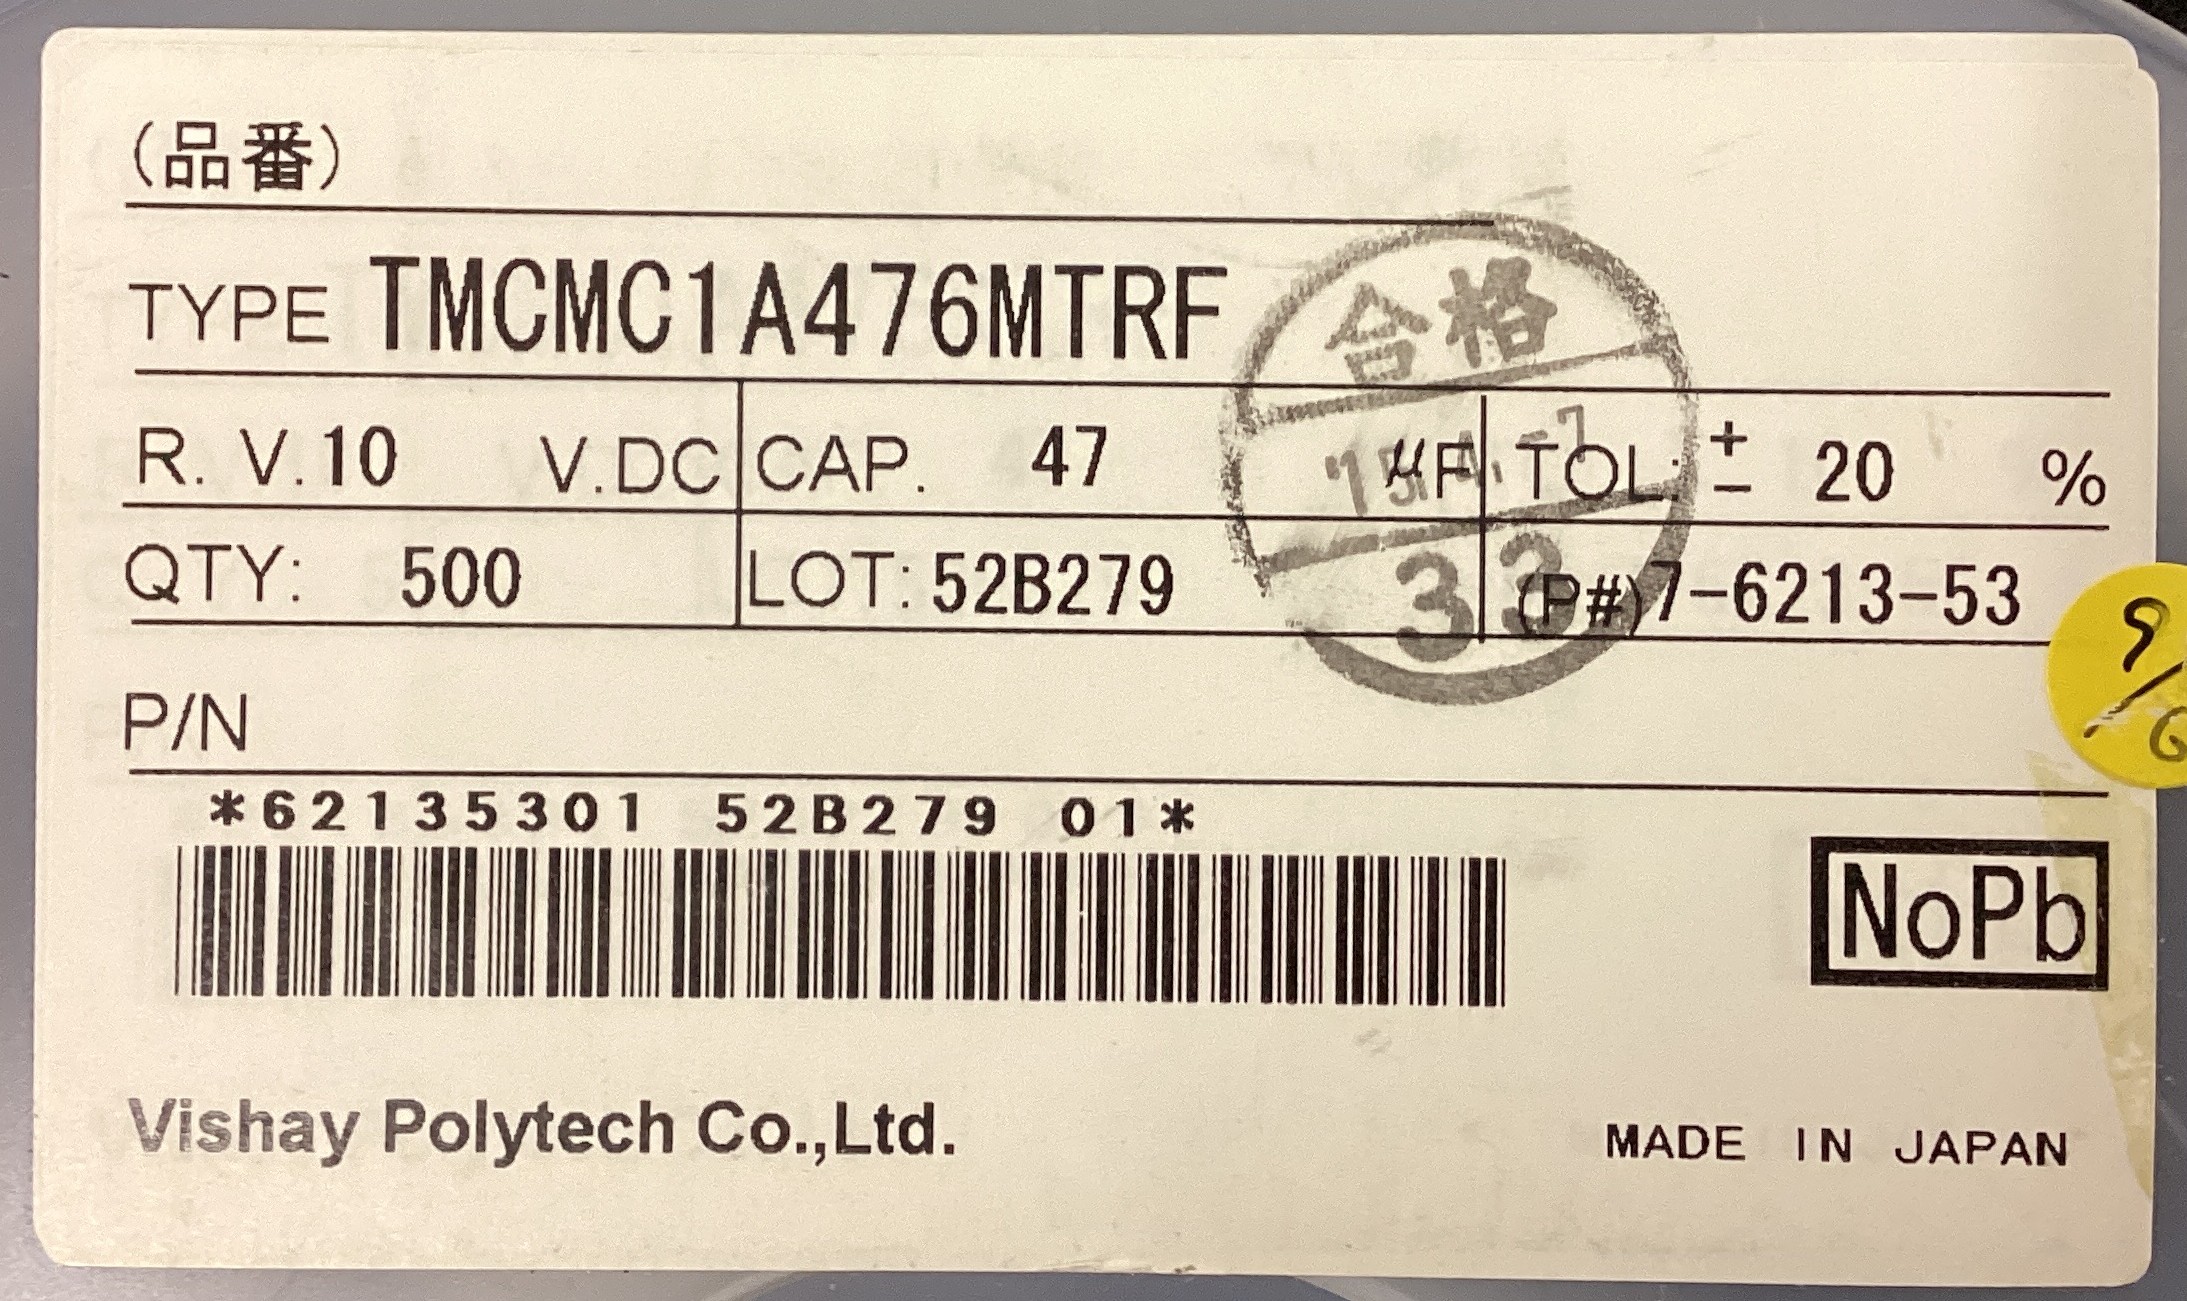 (品番)
TYPE TMCMC1A476MTRF
R. V. 10 V.DC CAP. 47 μF TOL: ± 20 %
QTY: 500 LOT: 52B279 (P#) 7-6213-53
合格
33
P/N
*62135301 52B279 01*
NoPb
Vishay Polytech Co.,Ltd.
MADE IN JAPAN